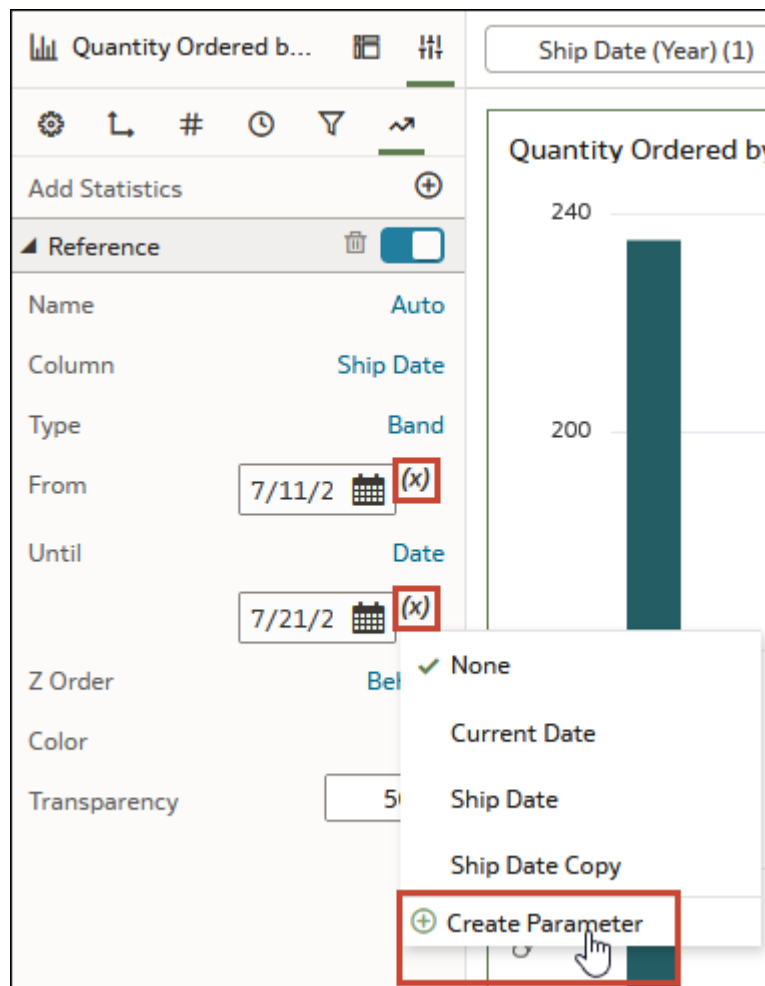 Quantity Ordered b...
Ship Date (Year) (1)
#
Add Statistics
Reference
Name Auto
Column Ship Date
Type Band
From 7/11/2 (x)
Until Date
7/21/2 (x)
Z Order
Color
Transparency
None
Current Date
Ship Date
Ship Date Copy
Create Parameter
Quantity Ordered by
240
200